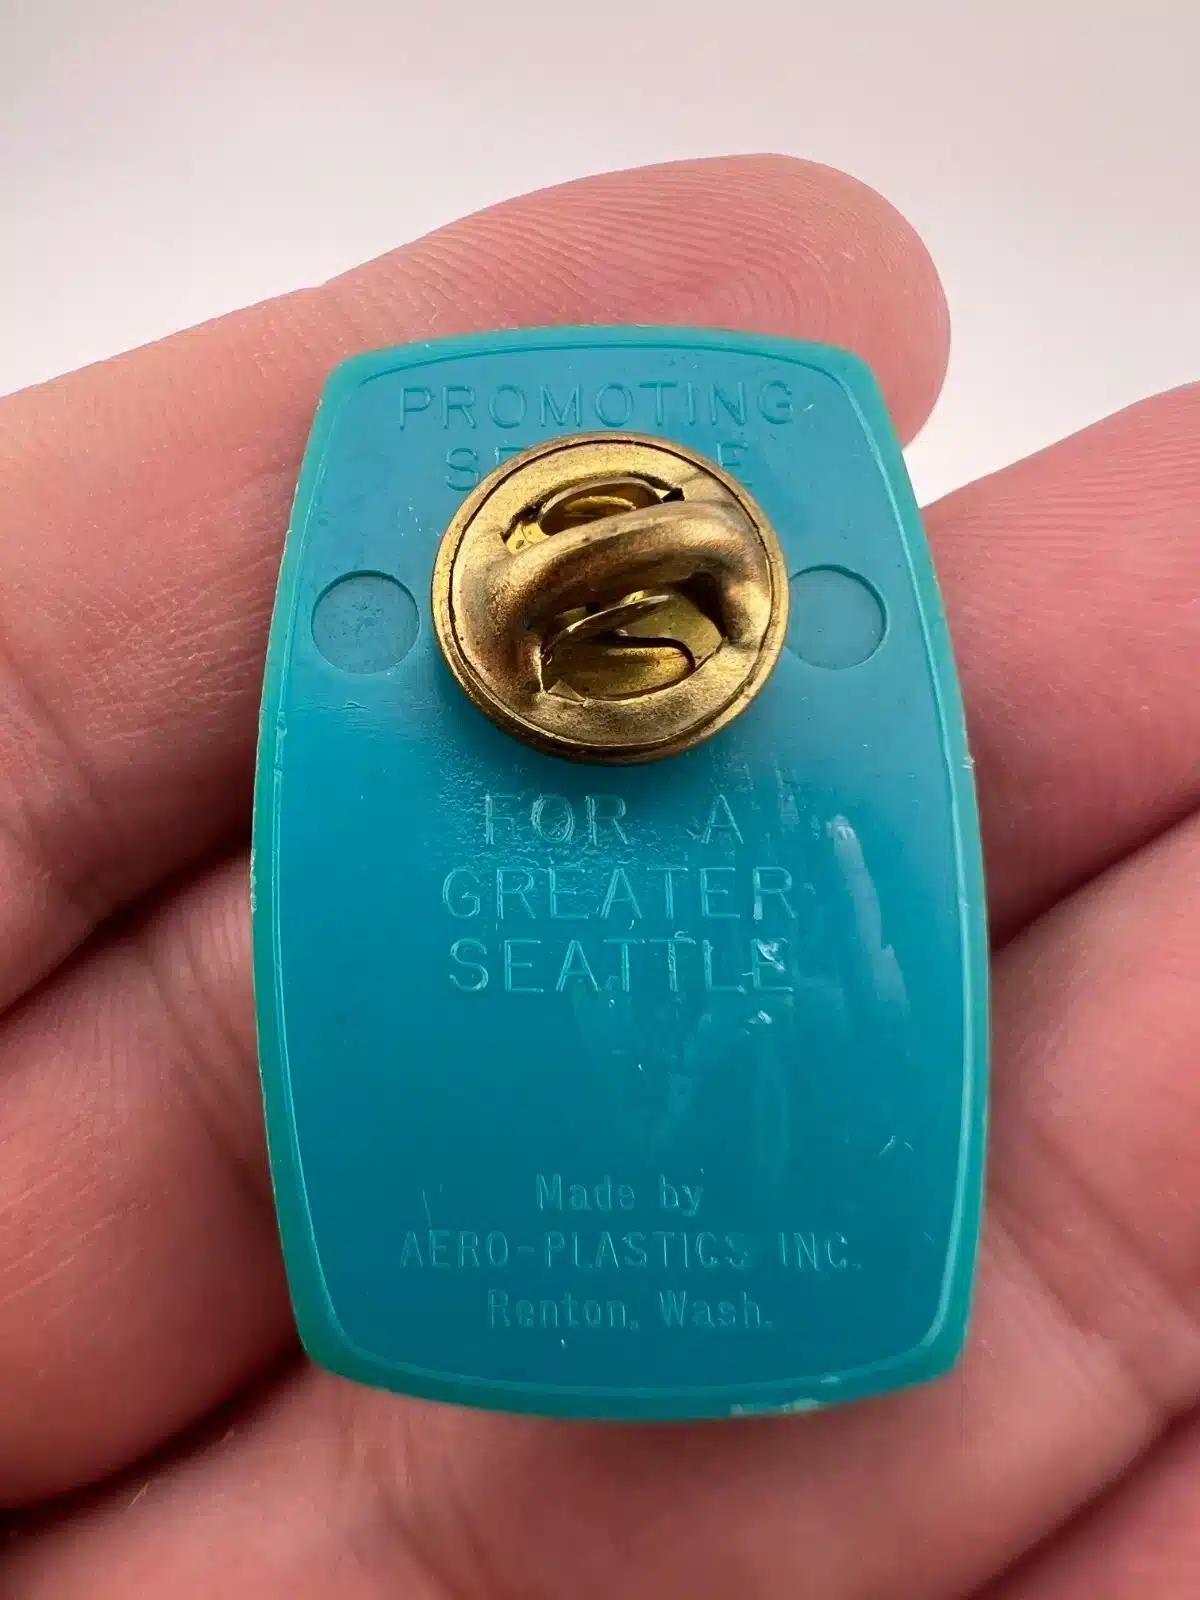 PROMOTING
FOR A
GREATER
SEATTLE
Made by
AERO-PLASTICS INC.
Renton, Wash.